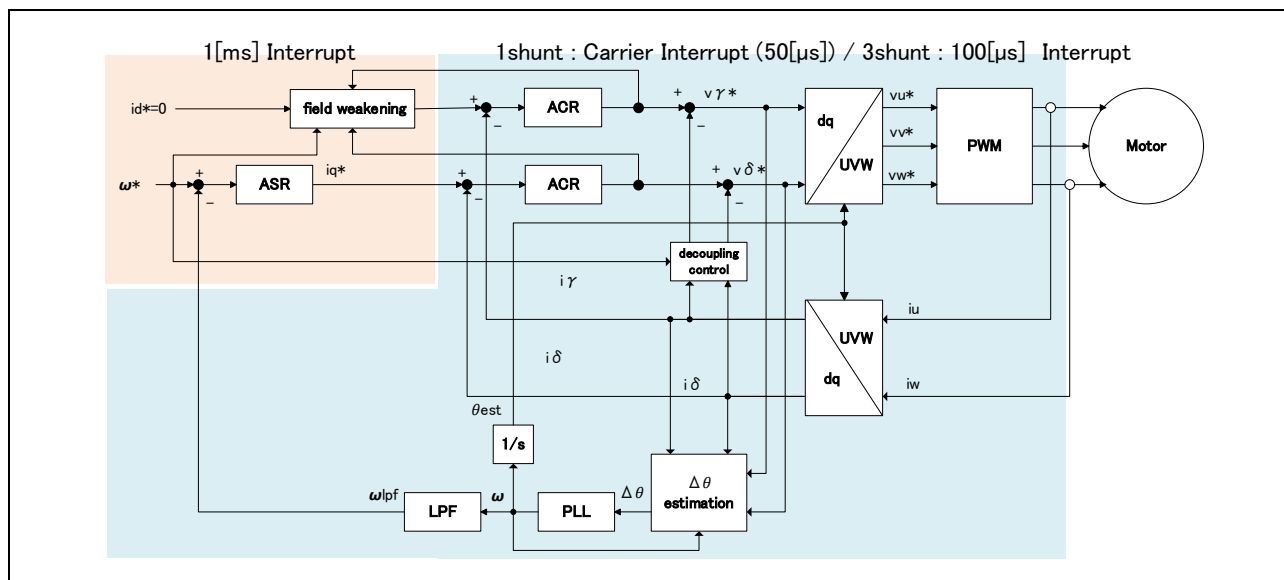 1[ms] Interrupt
1shunt : Carrier Interrupt (50[μs]) / 3shunt : 100[μs] Interrupt
id*=0
field weakening
+
−
ACR
+
−
vγ*
dq
UVW
vu*
vv*
vw*
PWM
Motor
ω*
+
−
ASR
iq*
+
−
ACR
+
−
vδ*
decoupling
control
iγ
UVW
dq
iu
iw
iδ
iδ
θest
1/s
ωlpf
LPF
ω
PLL
Δθ
Δθ
estimation